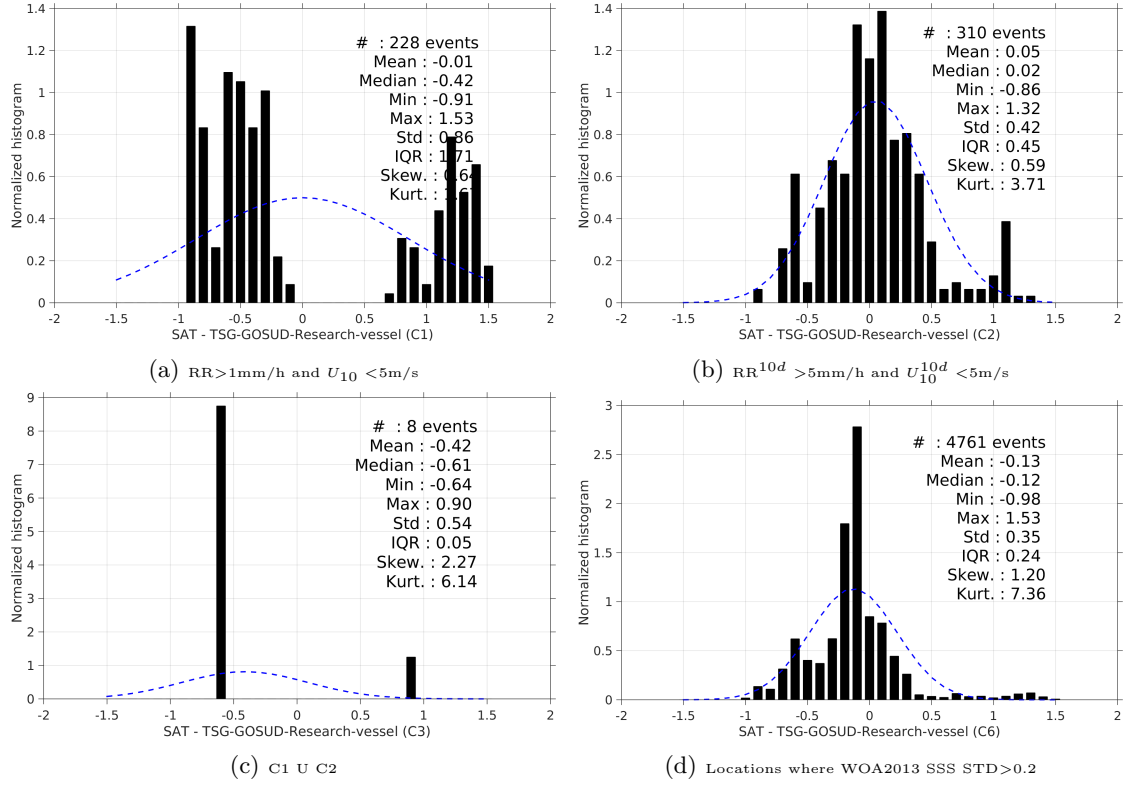 1.4
1.2
1
0.8
0.6
0.4
0.2
0
Normalized histogram
# : 228 events
Mean : -0.01
Median : -0.42
Min : -0.91
Max : 1.53
Std : 0.86
IQR : 1.71
Skew. : 0.64
Kurt. :
-2 -1.5 -1 -0.5 0 0.5 1 1.5 2
SAT - TSG-GOSUD-Research-vessel (C1)
(a) RR>1mm/h and U10 <5m/s
1.4
1.2
1
0.8
0.6
0.4
0.2
0
Normalized histogram
# : 310 events
Mean : 0.05
Median : 0.02
Min : -0.86
Max : 1.32
Std : 0.42
IQR : 0.45
Skew. : 0.59
Kurt. : 3.71
-2 -1.5 -1 -0.5 0 0.5 1 1.5 2
SAT - TSG-GOSUD-Research-vessel (C2)
(b) RR10d >5mm/h and U10d10 <5m/s
9
8
7
6
5
4
3
2
1
0
Normalized histogram
# : 8 events
Mean : -0.42
Median : -0.61
Min : -0.64
Max : 0.90
Std : 0.54
IQR : 0.05
Skew. : 2.27
Kurt. : 6.14
-2 -1.5 -1 -0.5 0 0.5 1 1.5 2
SAT - TSG-GOSUD-Research-vessel (C3)
(c) C1 U C2
3
2.5
2
1.5
1
0.5
0
Normalized histogram
# : 4761 events
Mean : -0.13
Median : -0.12
Min : -0.98
Max : 1.53
Std : 0.35
IQR : 0.24
Skew. : 1.20
Kurt. : 7.36
-2 -1.5 -1 -0.5 0 0.5 1 1.5 2
SAT - TSG-GOSUD-Research-vessel (C6)
(d) Locations where WOA2013 SSS STD>0.2